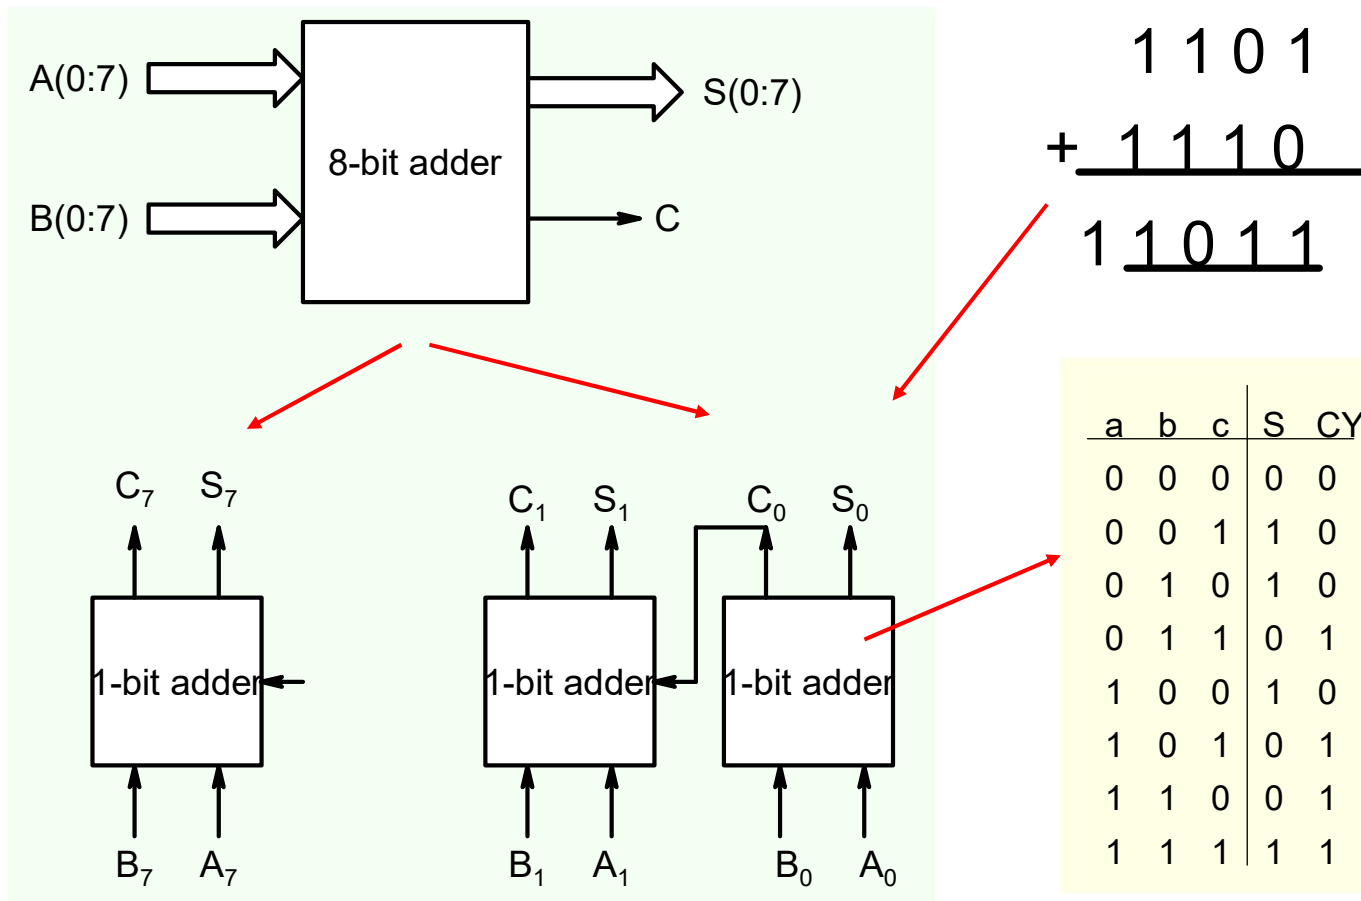 A(0:7)
B(0:7)
8-bit adder
S(0:7)
C
1 1 0 1
+ 1 1 1 0
1 1 0 1 1
C₇ S₇
1-bit adder
B₇ A₇
C₁ S₁
1-bit adder
B₁ A₁
C₀ S₀
1-bit adder
B₀ A₀
a b c S CY
0 0 0 0 0
0 0 1 1 0
0 1 0 1 0
0 1 1 0 1
1 0 0 1 0
1 0 1 0 1
1 1 0 0 1
1 1 1 1 1